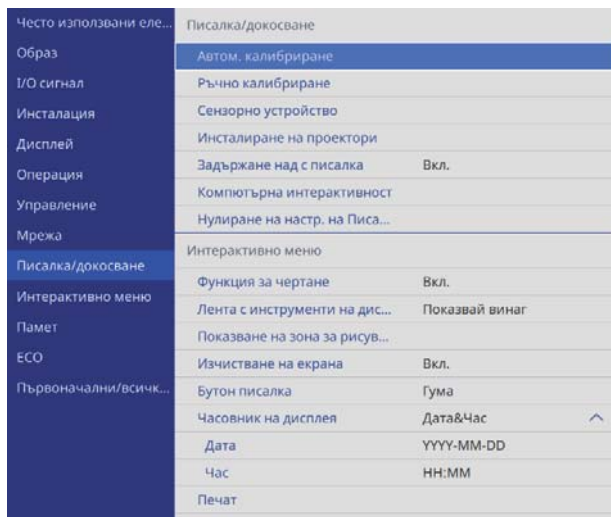 Често използвани еле...
Образ
I/O сигнал
Инсталация
Дисплей
Операция
Управление
Мрежа
Писалка/докосване
Интерактивно меню
Памет
ECO
Първоначални/всичк...
Писалка/докосване
Автом. калибриране
Ръчно калибриране
Сензорно устройство
Инсталиране на проектори
Задържане над с писалка Вкл.
Компютърна интерактивност
Нулиране на настр. на Писа...
Интерактивно меню
Функция за чертане Вкл.
Лента с инструменти на дис... Показвай винаг
Показване на зона за рисув...
Изчистване на екрана Вкл.
Бутон писалка Гума
Часовник на дисплея Дата&Час
Дата YYYY-MM-DD
Час HH:MM
Печат